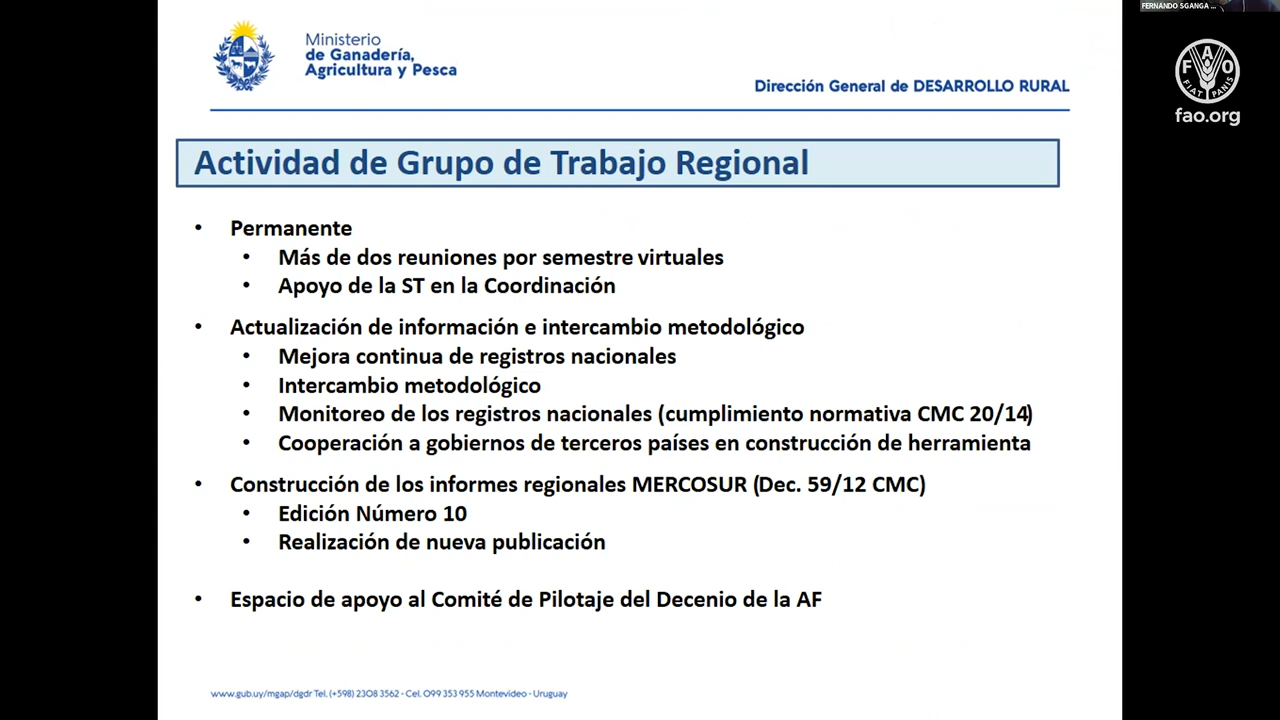 FERNANDO SGANGA ...
Ministerio
de Ganadería,
Agricultura y Pesca
Dirección General de DESARROLLO RURAL
FAO
FIAT PANIS
fao.org
Actividad de Grupo de Trabajo Regional
• Permanente
• Más de dos reuniones por semestre virtuales
• Apoyo de la ST en la Coordinación
• Actualización de información e intercambio metodológico
• Mejora continua de registros nacionales
• Intercambio metodológico
• Monitoreo de los registros nacionales (cumplimiento normativa CMC 20/14)
• Cooperación a gobiernos de terceros países en construcción de herramienta
• Construcción de los informes regionales MERCOSUR (Dec. 59/12 CMC)
• Edición Número 10
• Realización de nueva publicación
• Espacio de apoyo al Comité de Pilotaje del Decenio de la AF
www.gub.uy/mgap/dgdr Tel. (+598) 2308 3562 - Cel. 099 353 955 Montevideo - Uruguay